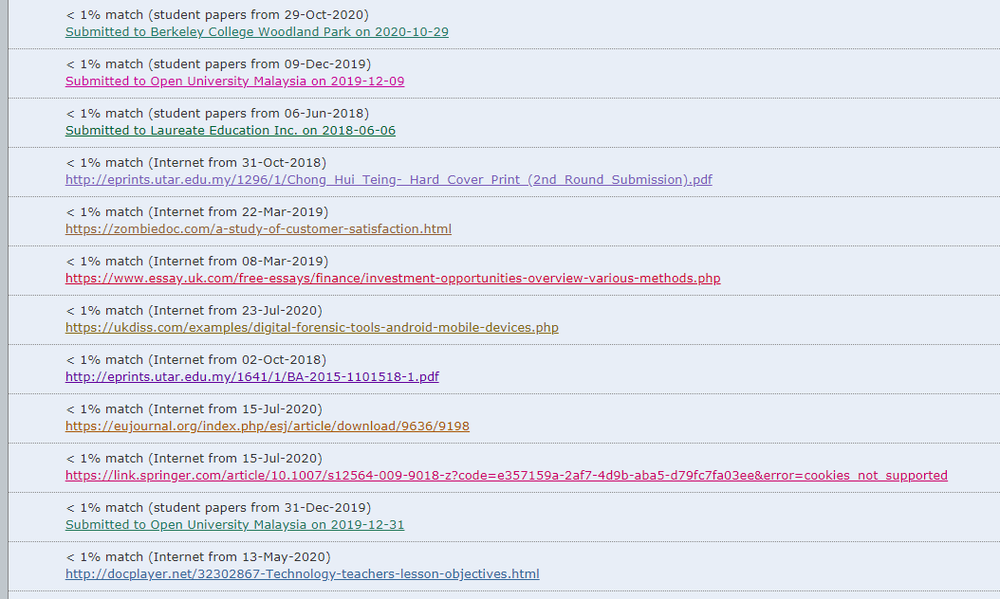 < 1% match (student papers from 29-Oct-2020)
Submitted to Berkeley College Woodland Park on 2020-10-29
< 1% match (student papers from 09-Dec-2019)
Submitted to Open University Malaysia on 2019-12-09
< 1% match (student papers from 06-Jun-2018)
Submitted to Laureate Education Inc. on 2018-06-06
< 1% match (Internet from 31-Oct-2018)
http://eprints.utar.edu.my/1296/1/Chong_Hui_Teing-_Hard_Cover_Print_(2nd_Round_Submission).pdf
< 1% match (Internet from 22-Mar-2019)
https://zombiedoc.com/a-study-of-customer-satisfaction.html
< 1% match (Internet from 08-Mar-2019)
https://www.essay.uk.com/free-essays/finance/investment-opportunities-overview-various-methods.php
< 1% match (Internet from 23-Jul-2020)
https://ukdiss.com/examples/digital-forensic-tools-android-mobile-devices.php
< 1% match (Internet from 02-Oct-2018)
http://eprints.utar.edu.my/1641/1/BA-2015-1101518-1.pdf
< 1% match (Internet from 15-Jul-2020)
https://eujournal.org/index.php/esj/article/download/9636/9198
< 1% match (Internet from 15-Jul-2020)
https://link.springer.com/article/10.1007/s12564-009-9018-z?code=e357159a-2af7-4d9b-aba5-d79fc7fa03ee&error=cookies_not_supported
< 1% match (student papers from 31-Dec-2019)
Submitted to Open University Malaysia on 2019-12-31
< 1% match (Internet from 13-May-2020)
http://docplayer.net/32302867-Technology-teachers-lesson-objectives.html